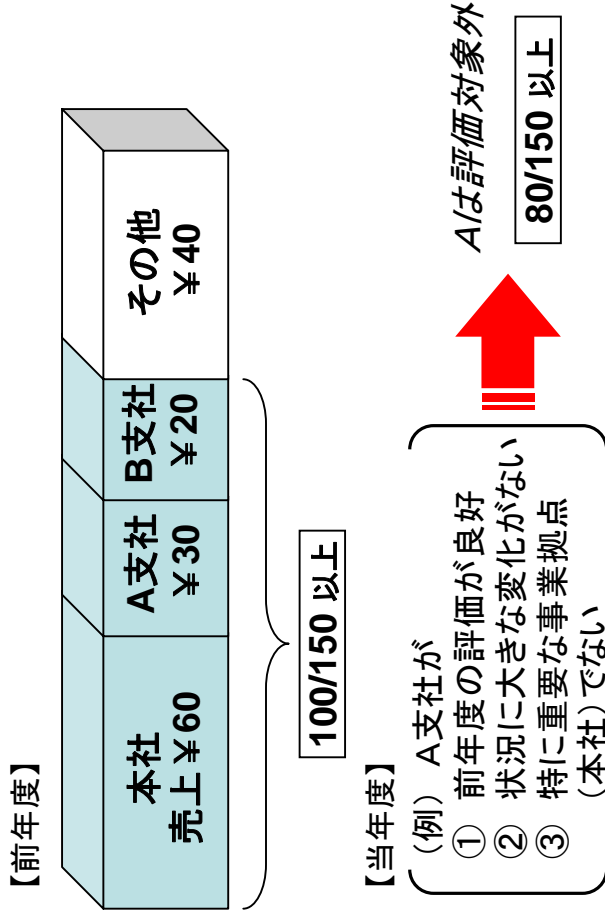 【前年度】
本社
売上¥60
A支社
¥30
B支社
¥20
その他
¥40
100/150 以上
【当年度】
(例) A支社が
① 前年度の評価が良好
② 状況に大きな変化がない
③ 特に重要な事業拠点
(本社)でない
Aは評価対象外
80/150 以上